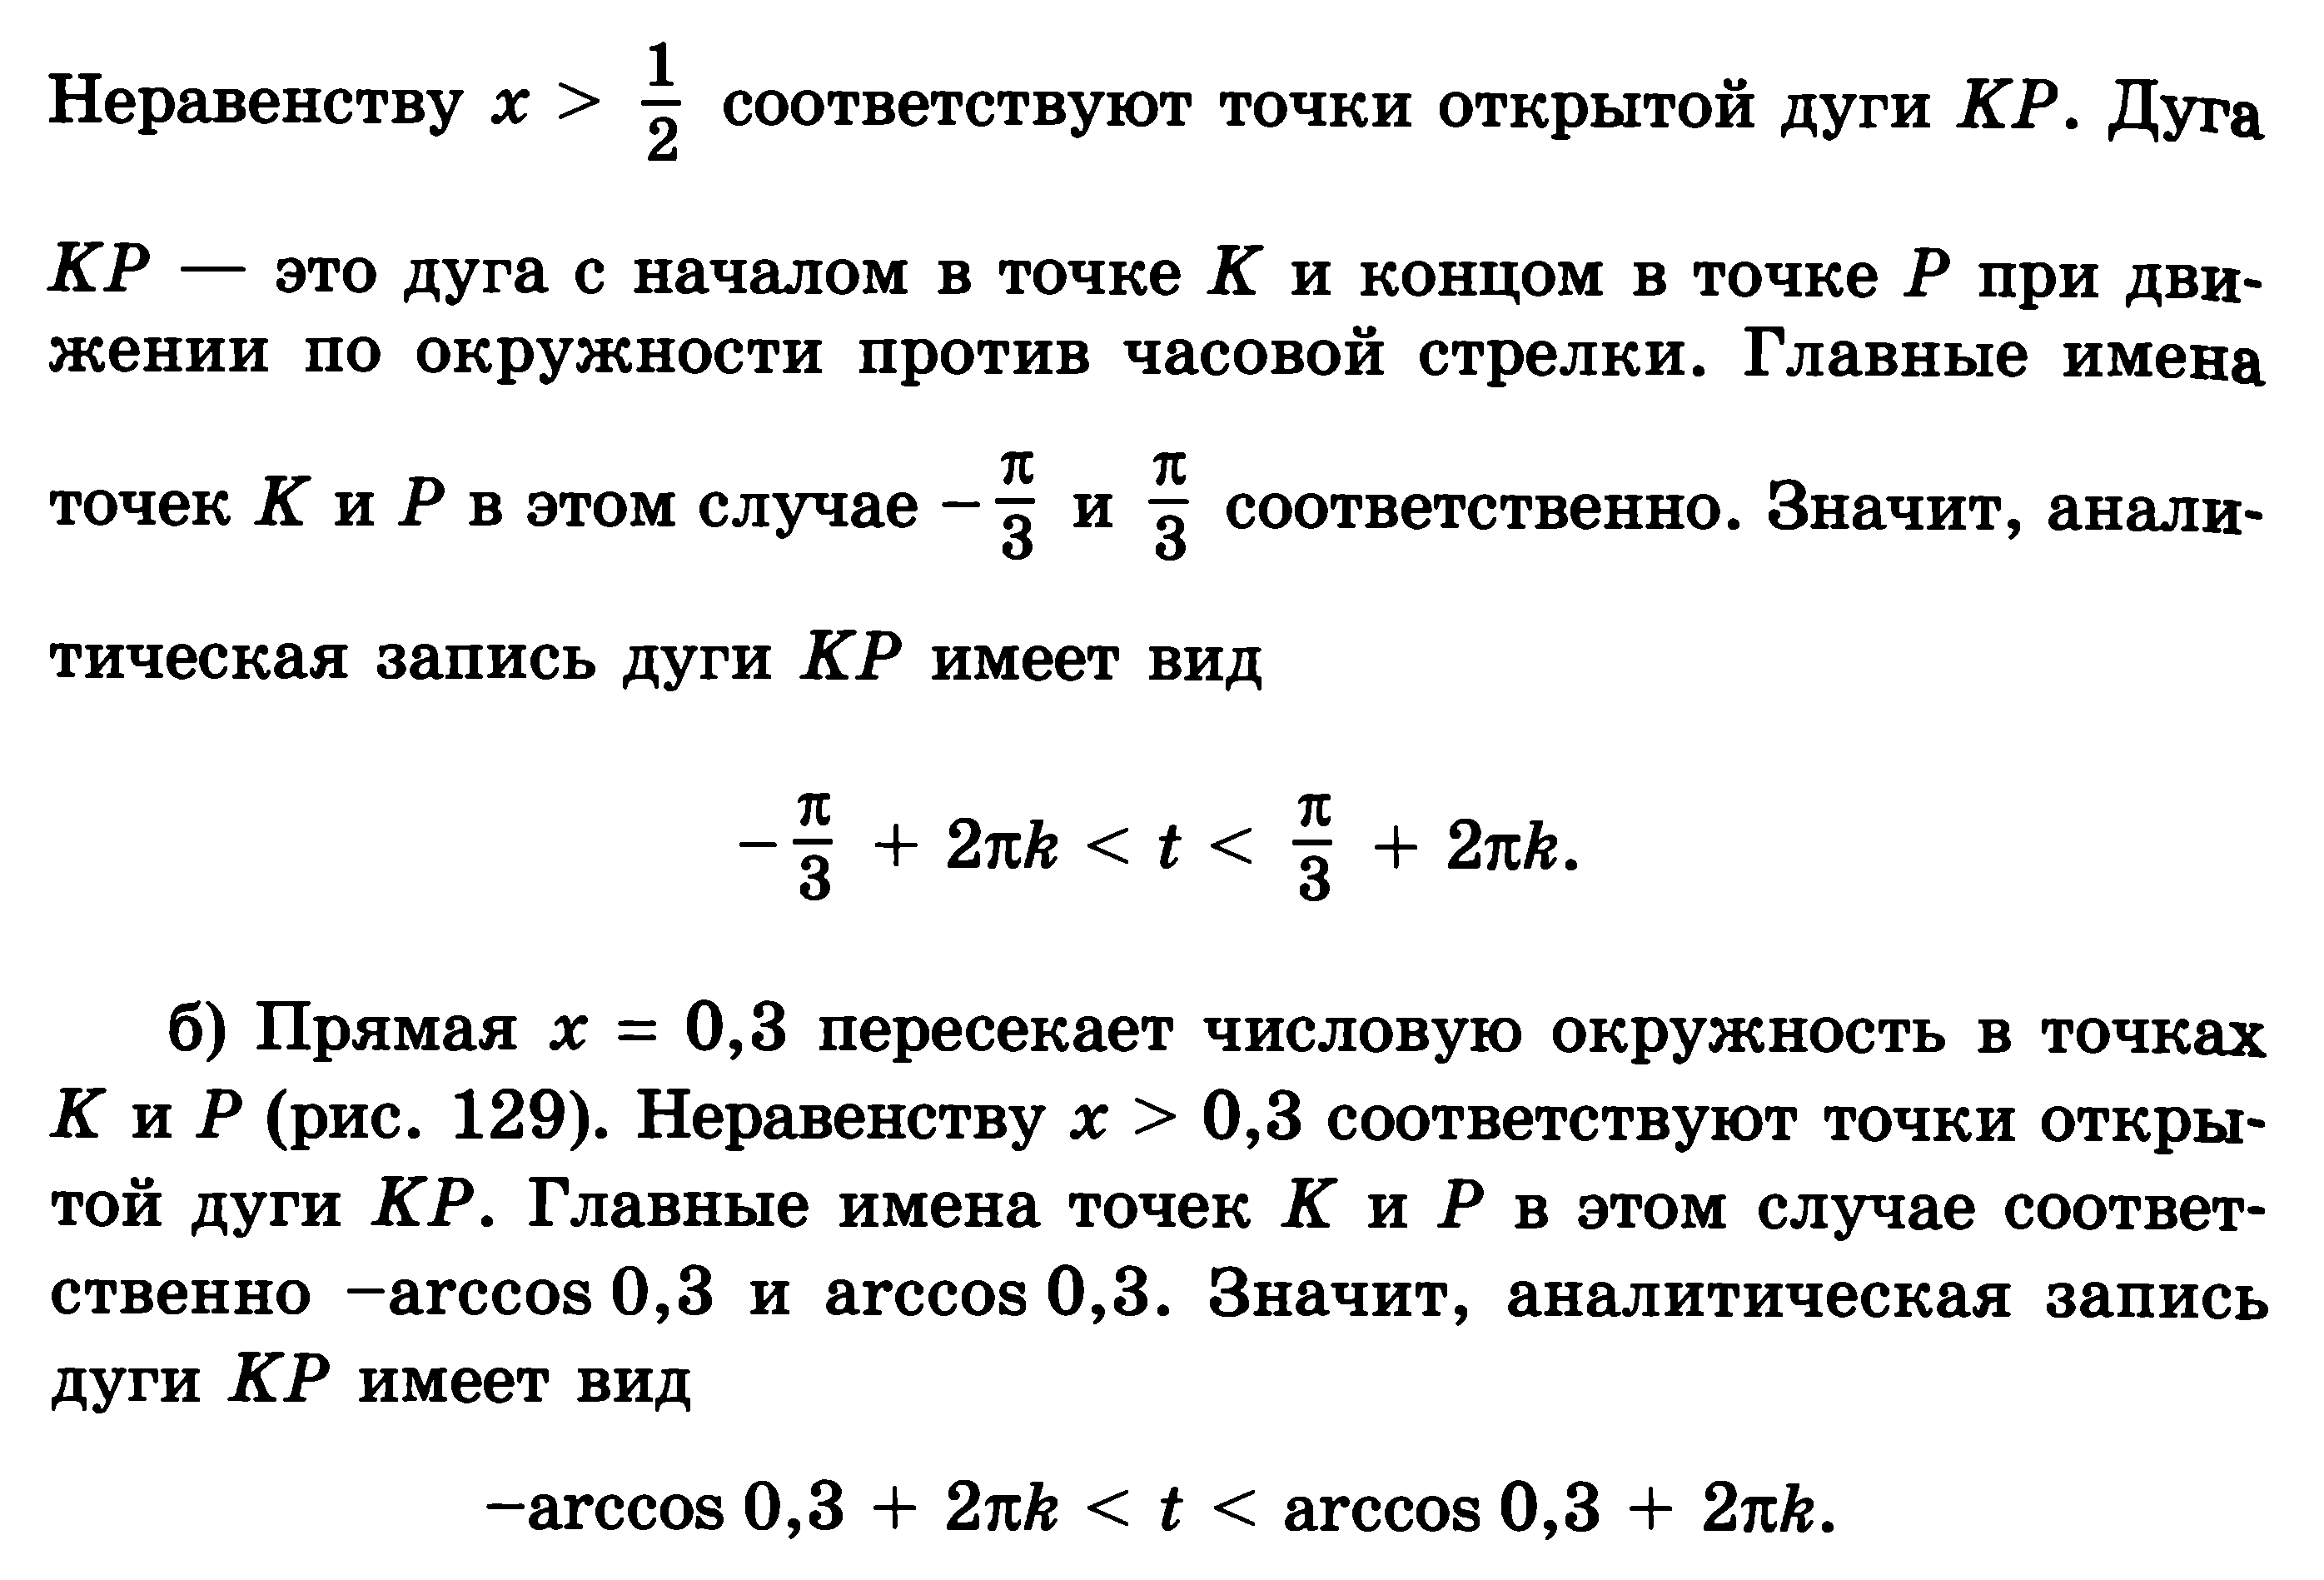 Неравенству x > 1/2 соответствуют точки открытой дуги KP. Дуга
KP — это дуга с началом в точке K и концом в точке P при дви-
жении по окружности против часовой стрелки. Главные имена
точек K и P в этом случае −π/3 и π/3 соответственно. Значит, анали-
тическая запись дуги KP имеет вид
−π/3 + 2πk < t < π/3 + 2πk.
б) Прямая x = 0,3 пересекает числовую окружность в точках
K и P (рис. 129). Неравенству x > 0,3 соответствуют точки откры-
той дуги KP. Главные имена точек K и P в этом случае соответ-
ственно −arccos 0,3 и arccos 0,3. Значит, аналитическая запись
дуги KP имеет вид
−arccos 0,3 + 2πk < t < arccos 0,3 + 2πk.